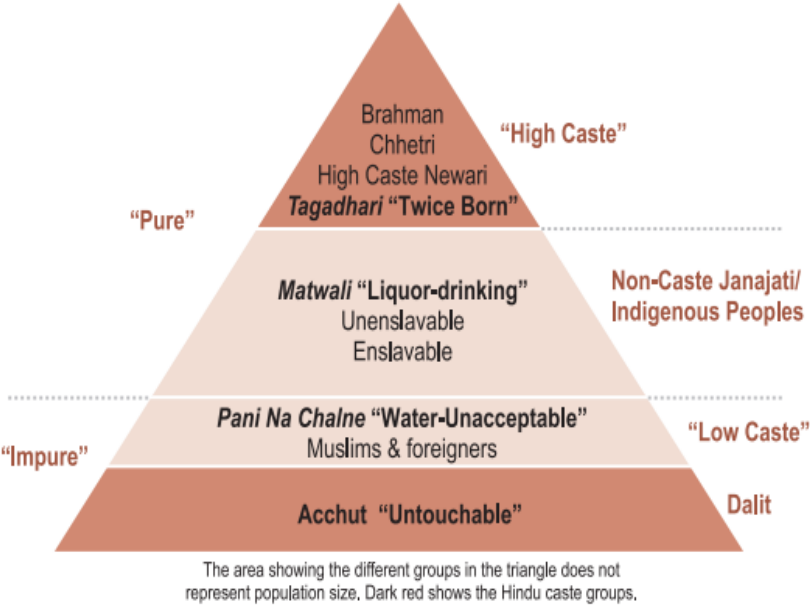 Brahman
Chhetri
High Caste Newari
Tagadhari “Twice Born”
“High Caste”
“Pure”
Matwali “Liquor-drinking”
Unenslavable
Enslavable
Non-Caste Janajati/
Indigenous Peoples
Pani Na Chalne “Water-Unacceptable”
Muslims & foreigners
“Low Caste”
“Impure”
Acchut “Untouchable”
Dalit
The area showing the different groups in the triangle does not
represent population size. Dark red shows the Hindu caste groups.